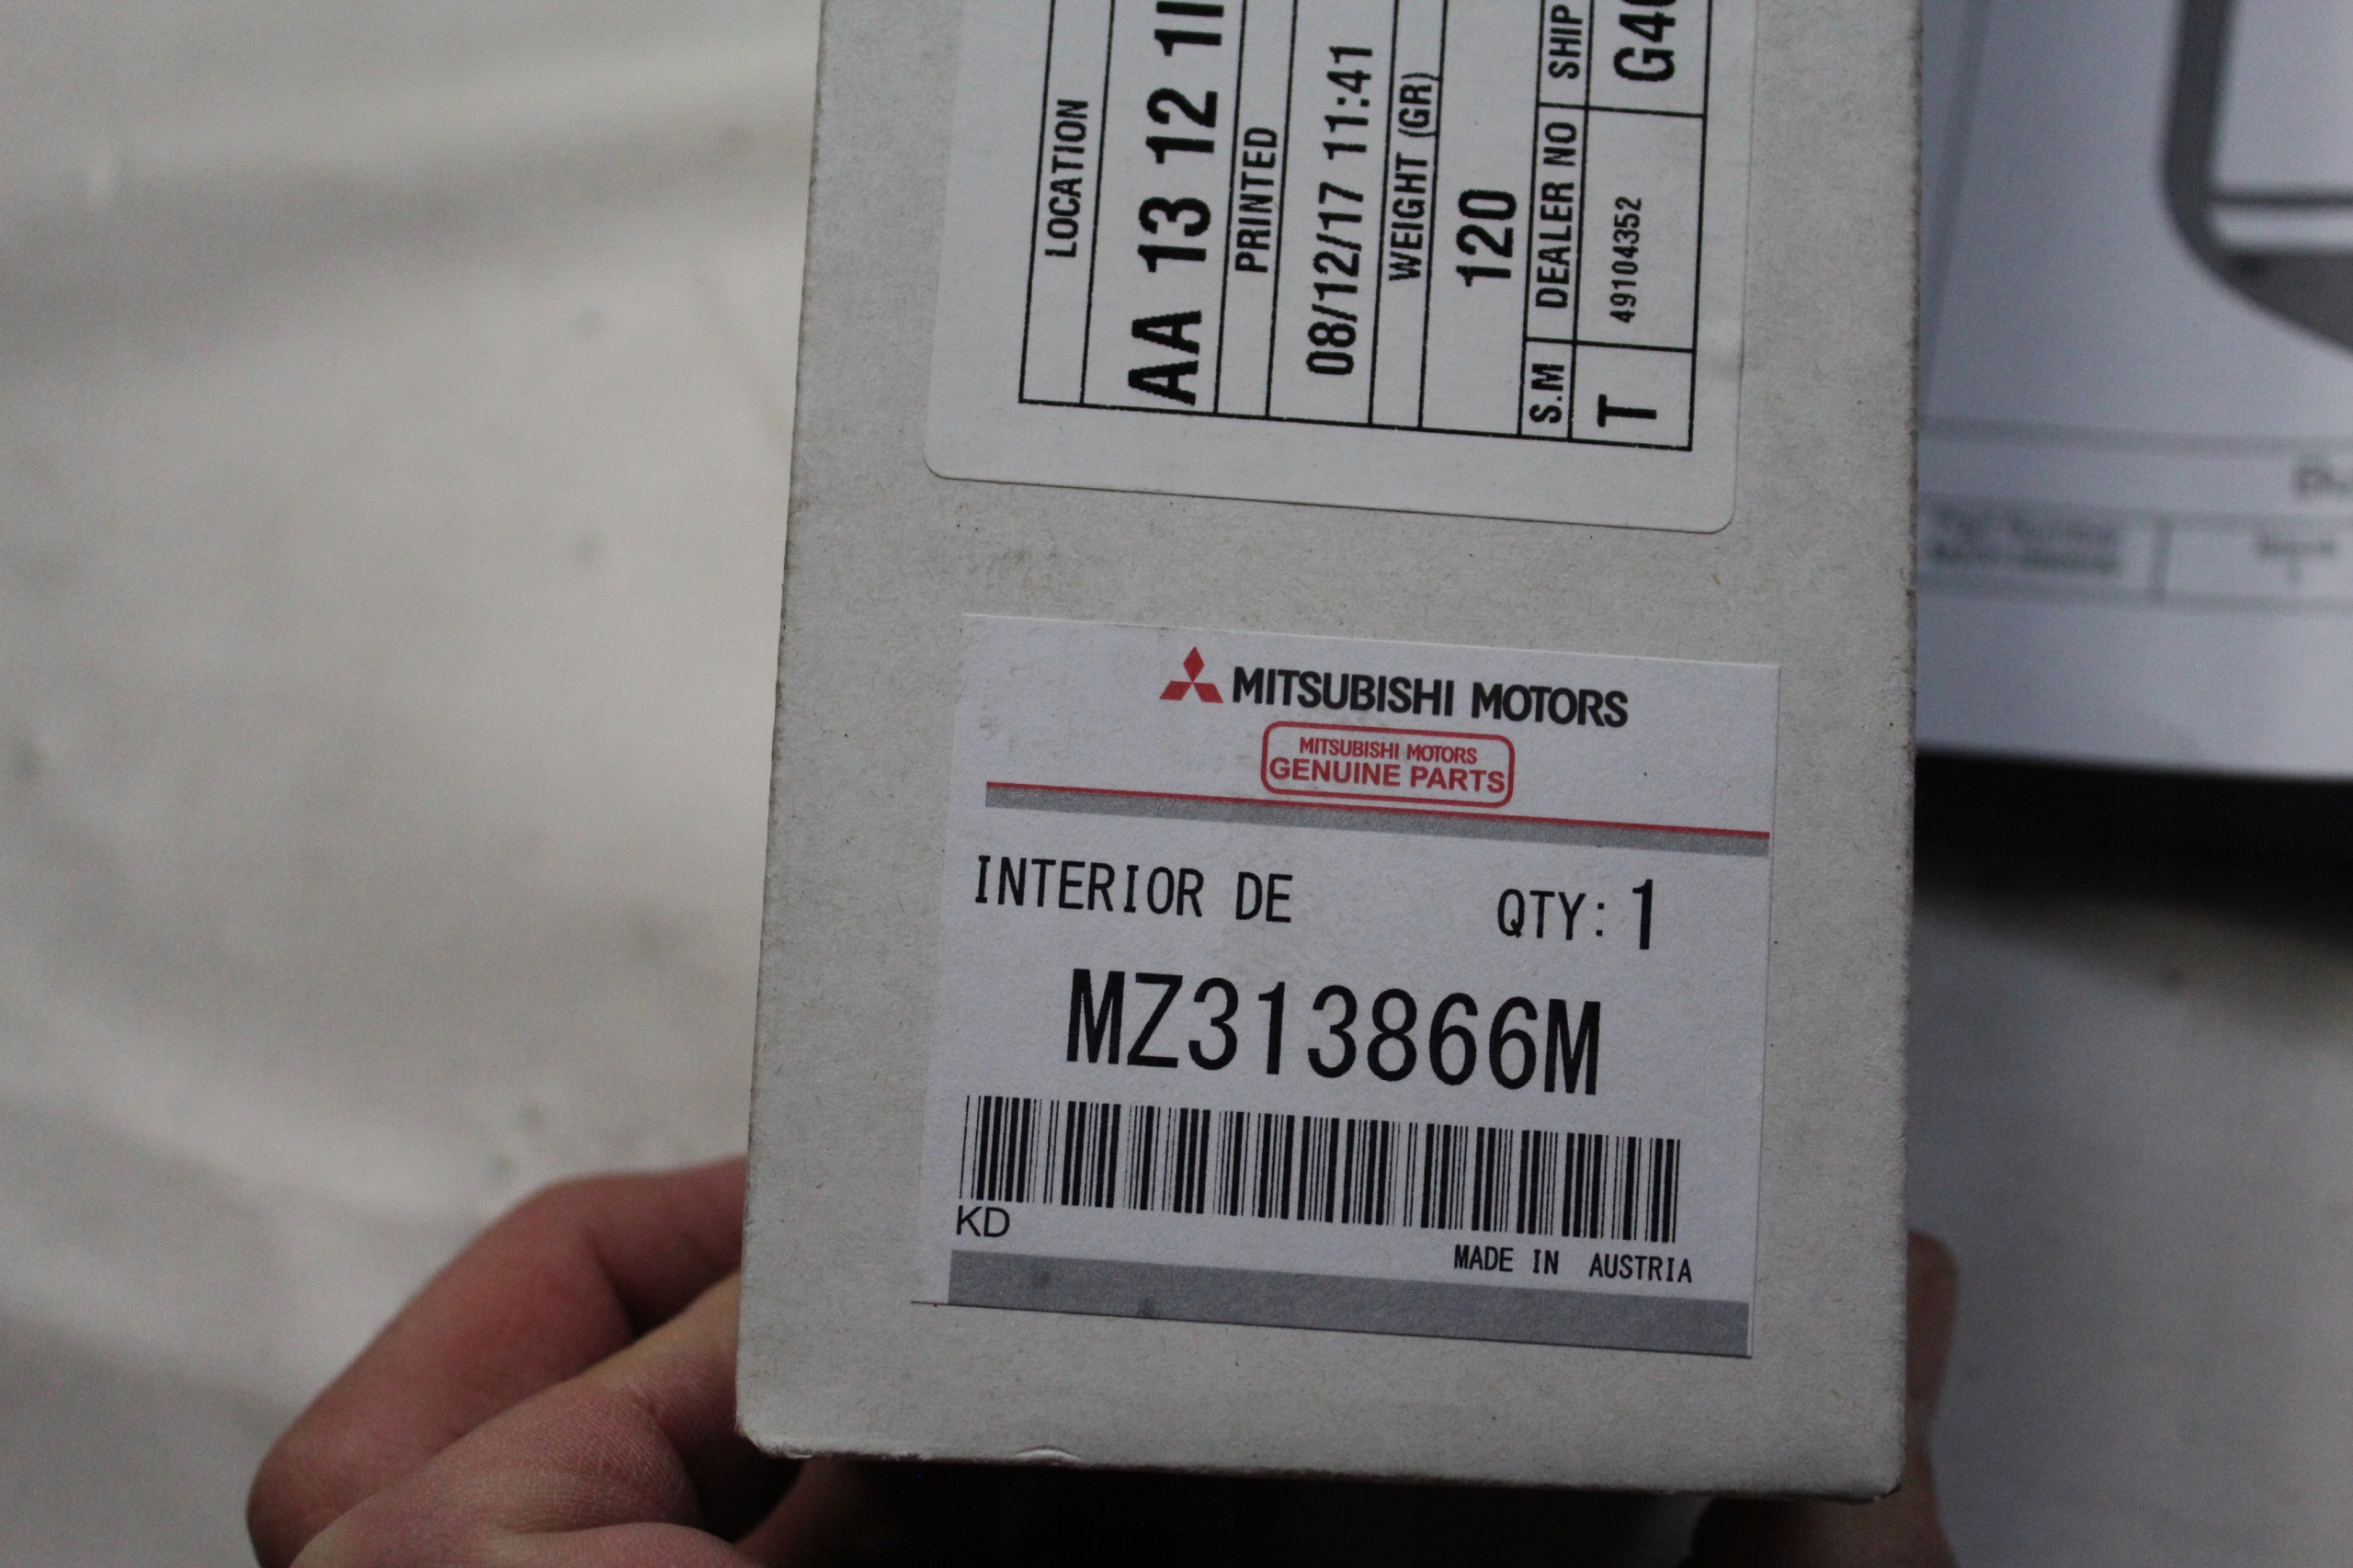 LOCATION
AA 13 12
PRINTED
08/12/17 11:41
WEIGHT (GR)
120
S.M DEALER NO SHIP
T 49104352 G4
MITSUBISHI MOTORS
MITSUBISHI MOTORS
GENUINE PARTS
INTERIOR DE QTY: 1
MZ313866M
KD
MADE IN AUSTRIA